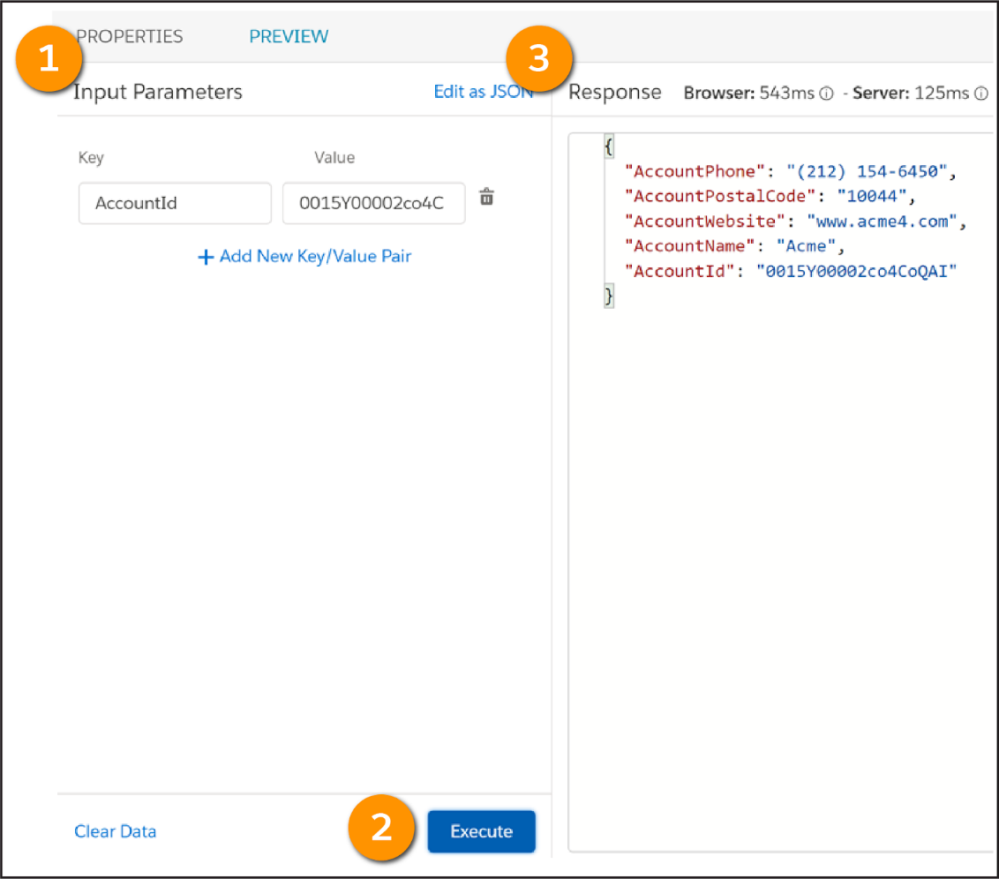 1
PROPERTIES PREVIEW
3
Input Parameters Edit as JSON
Response Browser: 543ms - Server: 125ms
Key Value
AccountId 0015Y00002co4C
+ Add New Key/Value Pair
{
"AccountPhone": "(212) 154-6450",
"AccountPostalCode": "10044",
"AccountWebsite": "www.acme4.com",
"AccountName": "Acme",
"AccountId": "0015Y00002co4CoQAI"
}
Clear Data
2
Execute